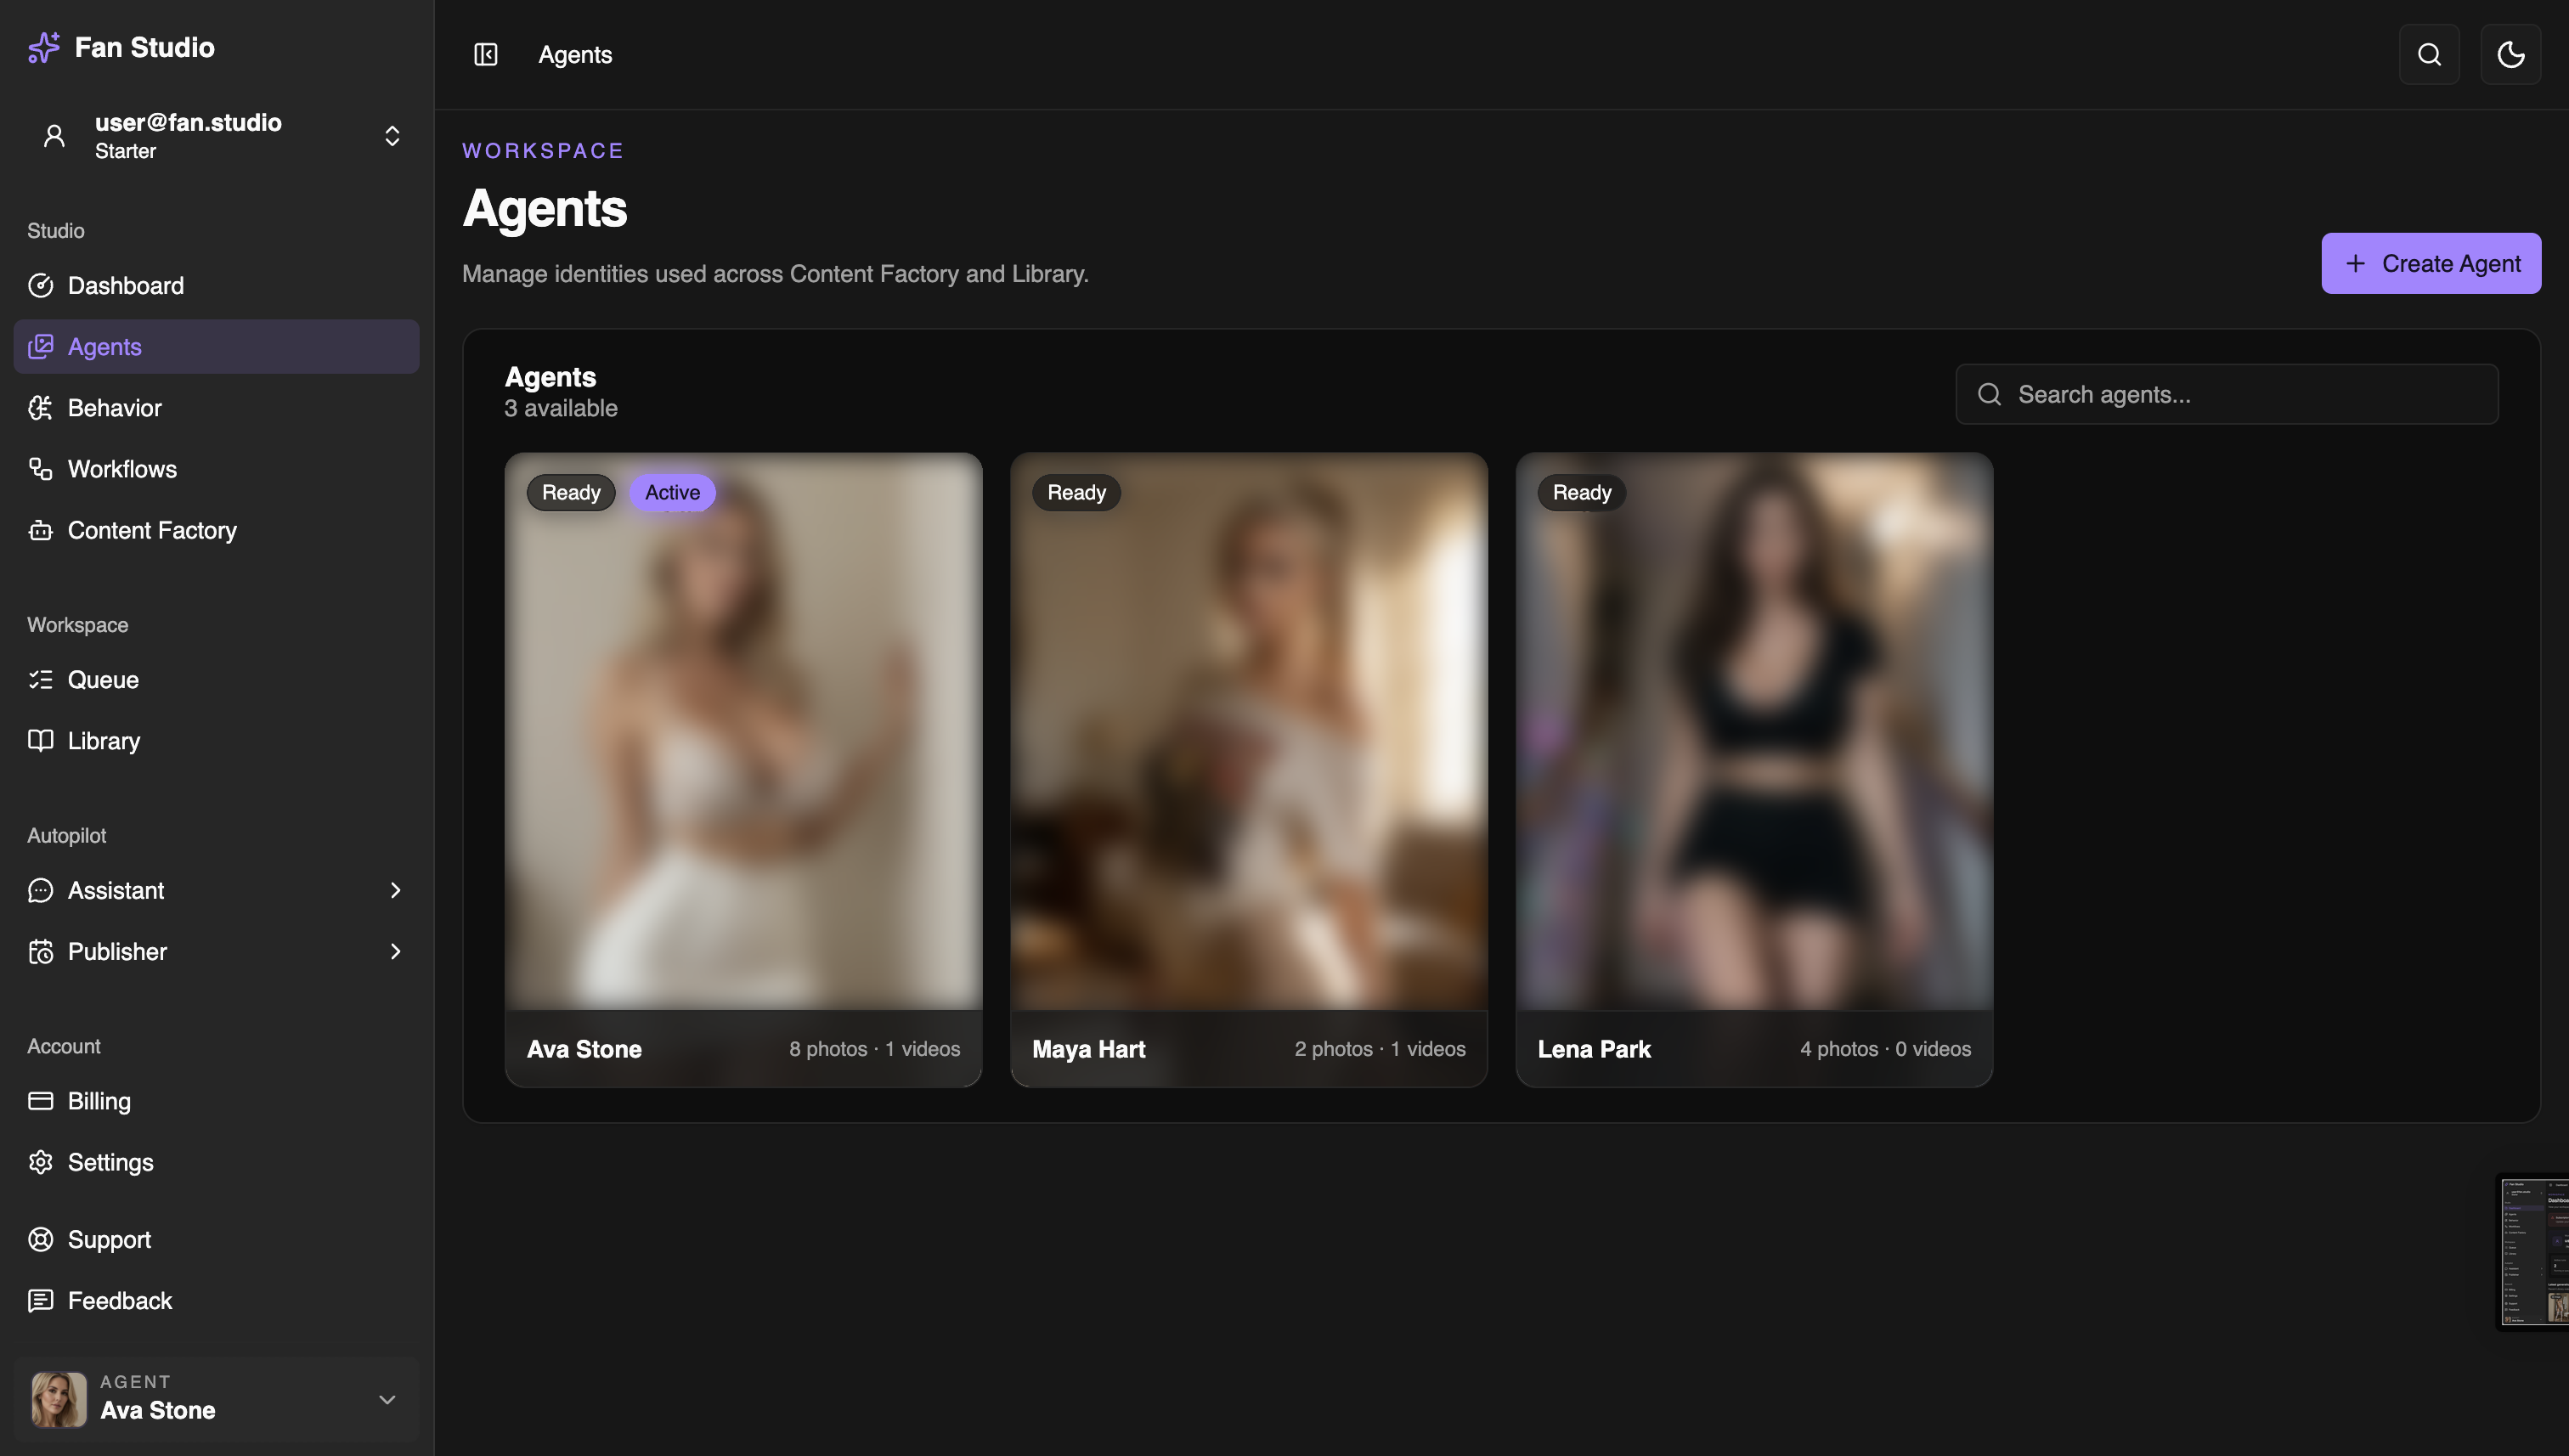 Fan Studio
user@fan.studio
Starter
Studio
Dashboard
Agents
Behavior
Workflows
Content Factory
Workspace
Queue
Library
Autopilot
Assistant
Publisher
Account
Billing
Settings
Support
Feedback
AGENT
Ava Stone
Agents
WORKSPACE
Agents
Manage identities used across Content Factory and Library.
Create Agent
Agents
3 available
Search agents...
Ready
Active
Ava Stone
8 photos · 1 videos
Ready
Maya Hart
2 photos · 1 videos
Ready
Lena Park
4 photos · 0 videos